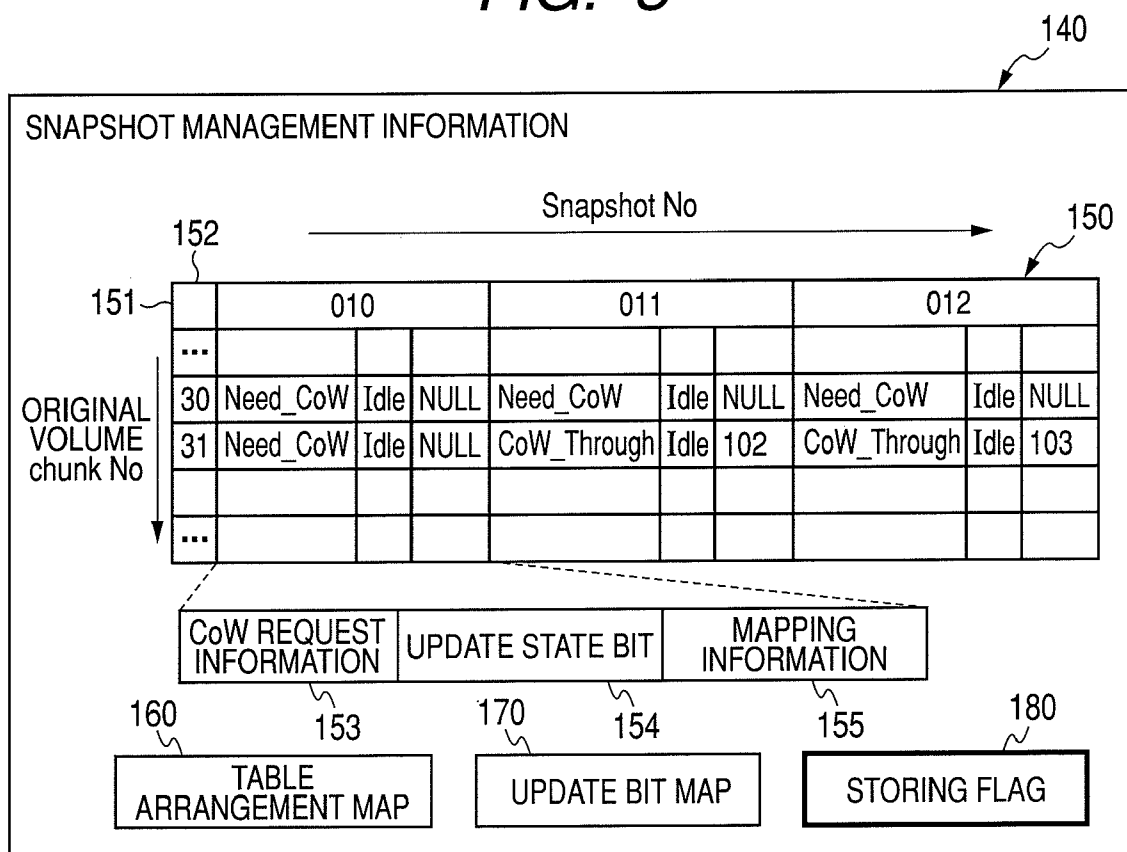 FIG.
140
SNAPSHOT MANAGEMENT INFORMATION
Snapshot No
152
150
151
010 011 012
...
ORIGINAL VOLUME chunk No
30 Need_CoW Idle NULL Need_CoW Idle NULL Need_CoW Idle NULL
31 Need_CoW Idle NULL CoW_Through Idle 102 CoW_Through Idle 103
...
CoW REQUEST INFORMATION
UPDATE STATE BIT
MAPPING INFORMATION
153
154
155
160
170
180
TABLE ARRANGEMENT MAP
UPDATE BIT MAP
STORING FLAG